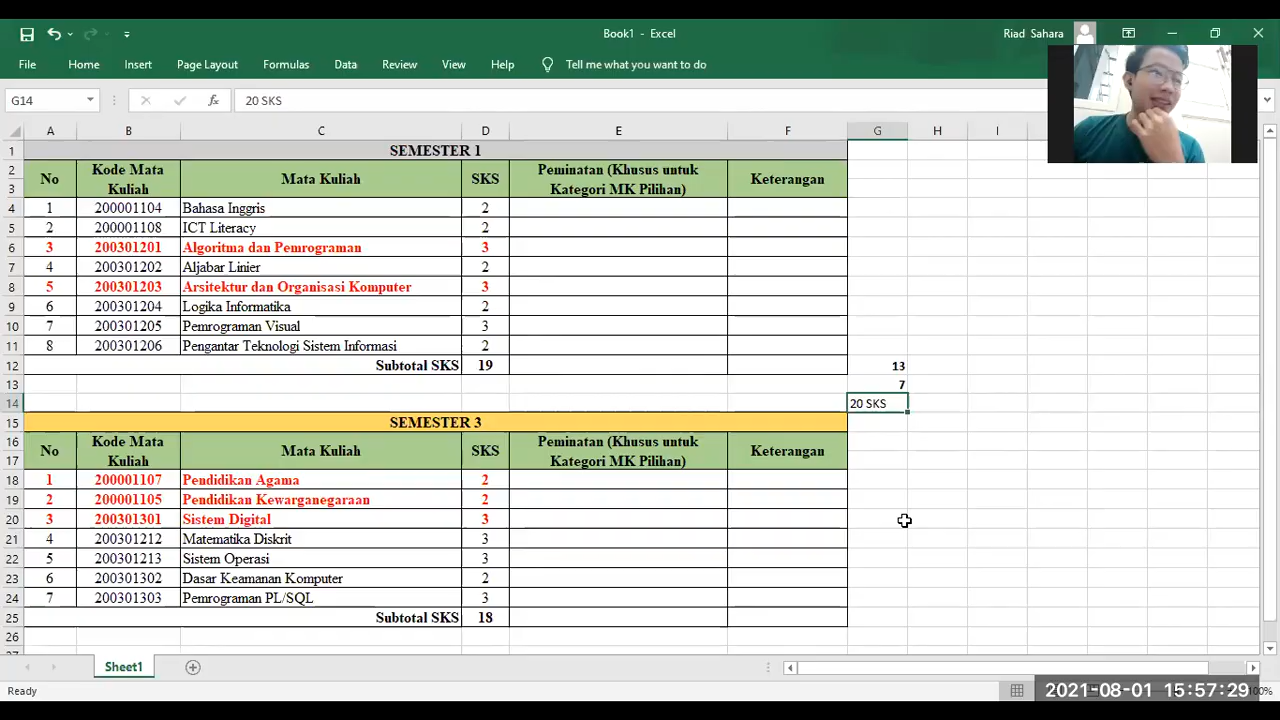 Book1 - Excel
Riad Sahara
File Home Insert Page Layout Formulas Data Review View Help Tell me what you want to do
G14 fx 20 SKS
A B C D E F G H I
1 SEMESTER 1
2 No Kode Mata Kuliah Mata Kuliah SKS Peminatan (Khusus untuk Kategori MK Pilihan) Keterangan
3
4 1 200001104 Bahasa Inggris 2
5 2 200001108 ICT Literacy 2
6 3 200301201 Algoritma dan Pemrograman 3
7 4 200301202 Aljabar Linier 2
8 5 200301203 Arsitektur dan Organisasi Komputer 3
9 6 200301204 Logika Informatika 2
10 7 200301205 Pemrograman Visual 3
11 8 200301206 Pengantar Teknologi Sistem Informasi 2
12 Subtotal SKS 19 13
13 7
14 20 SKS
15 SEMESTER 3
16 No Kode Mata Kuliah Mata Kuliah SKS Peminatan (Khusus untuk Kategori MK Pilihan) Keterangan
17
18 1 200001107 Pendidikan Agama 2
19 2 200001105 Pendidikan Kewarganegaraan 2
20 3 200301301 Sistem Digital 3
21 4 200301212 Matematika Diskrit 3
22 5 200301213 Sistem Operasi 3
23 6 200301302 Dasar Keamanan Komputer 2
24 7 200301303 Pemrograman PL/SQL 3
25 Subtotal SKS 18
26
Sheet1
Ready
2021-08-01 15:57:29